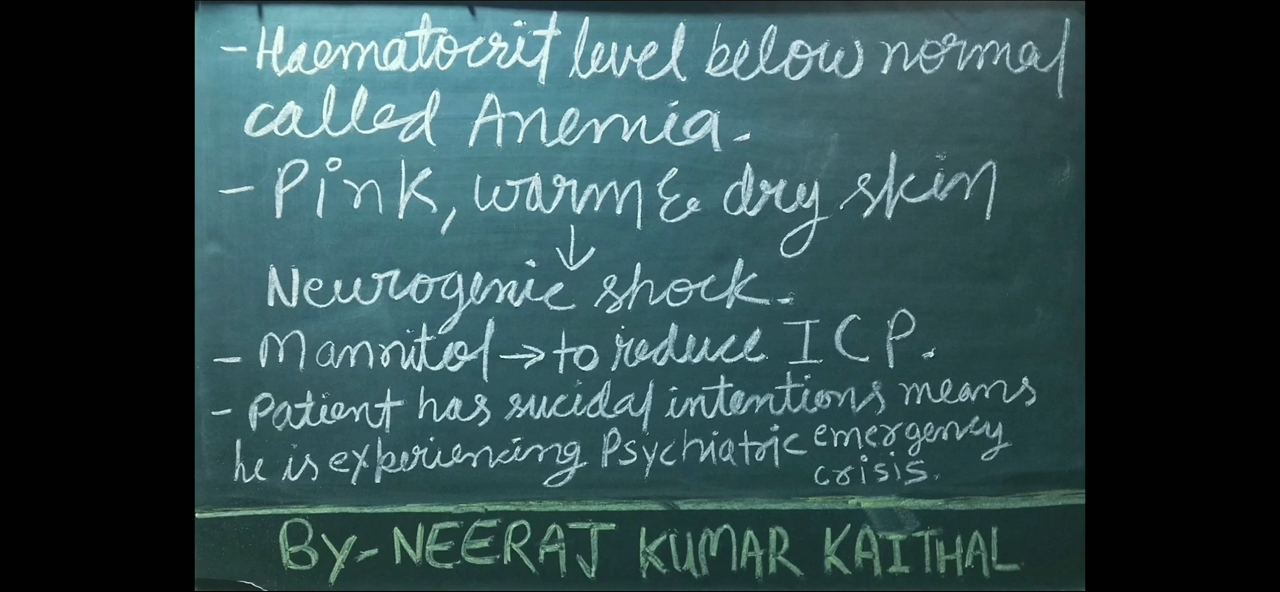 - Haematocrit level below normal
called Anemia.
- Pink, warm & dry skin
↓
Neurogenic shock.
- Mannitol → to reduce ICP.
- Patient has sucidal intentions means
he is experiencing Psychiatric emergency
crisis.
By- NEERAJ KUMAR KAITHAL